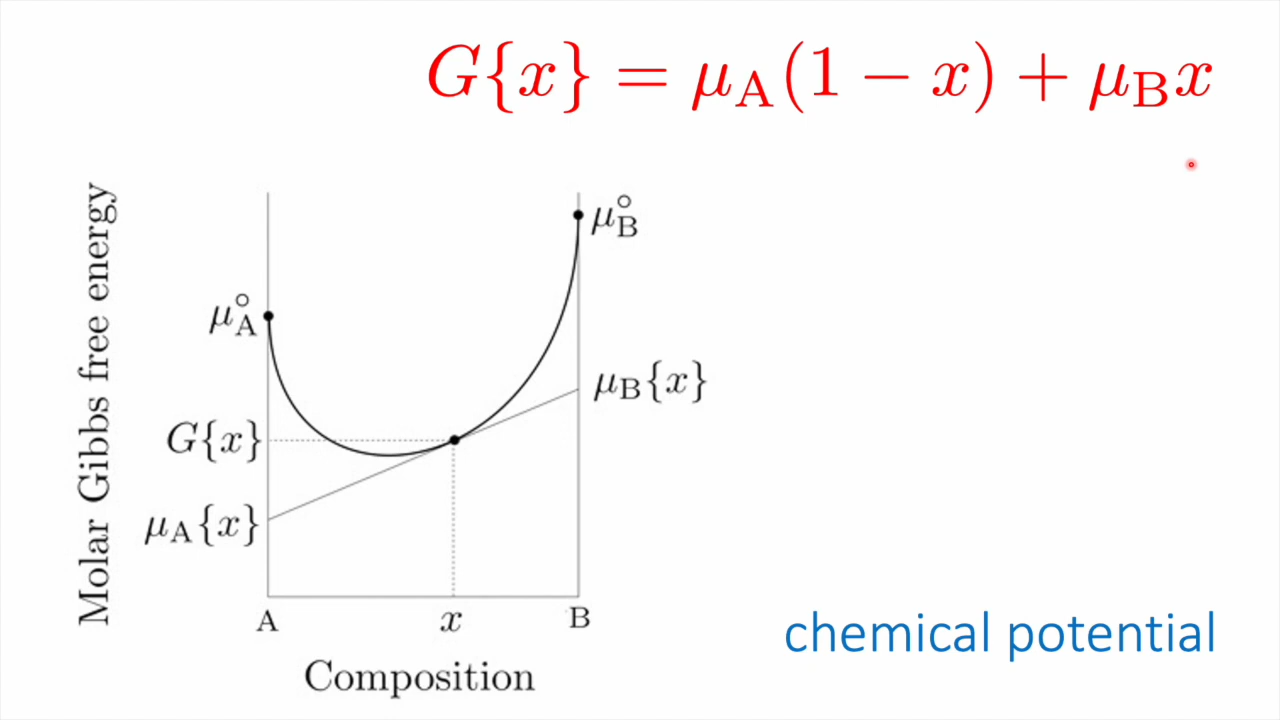 G{x} = μA(1 − x) + μBx
Molar Gibbs free energy
μ°B
μ°A
μB{x}
G{x}
μA{x}
A
x
B
Composition
chemical potential